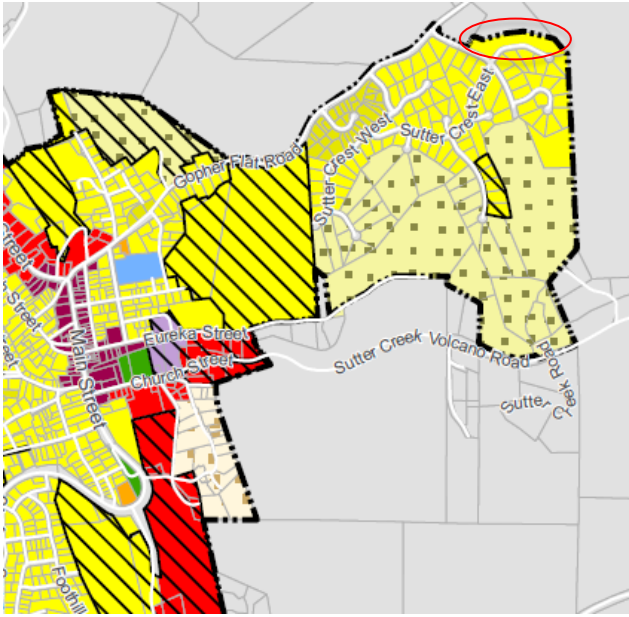 Sutter Crest East
Sutter Crest West
Gopher Flat Road
Street
Street
Main Street
Eureka Street
Church Street
Sutter Creek Volcano Road
Sutter
Creek Road
Foothill